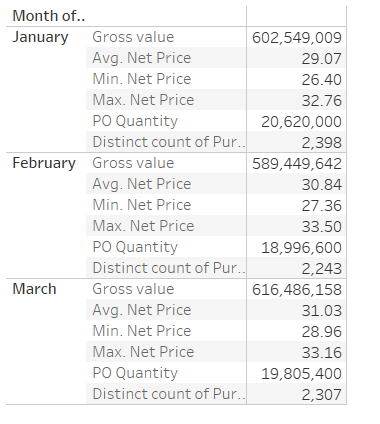 Month of..
January Gross value 602,549,009
Avg. Net Price 29.07
Min. Net Price 26.40
Max. Net Price 32.76
PO Quantity 20,620,000
Distinct count of Pur.. 2,398
February Gross value 589,449,642
Avg. Net Price 30.84
Min. Net Price 27.36
Max. Net Price 33.50
PO Quantity 18,996,600
Distinct count of Pur.. 2,243
March Gross value 616,486,158
Avg. Net Price 31.03
Min. Net Price 28.96
Max. Net Price 33.16
PO Quantity 19,805,400
Distinct count of Pur.. 2,307